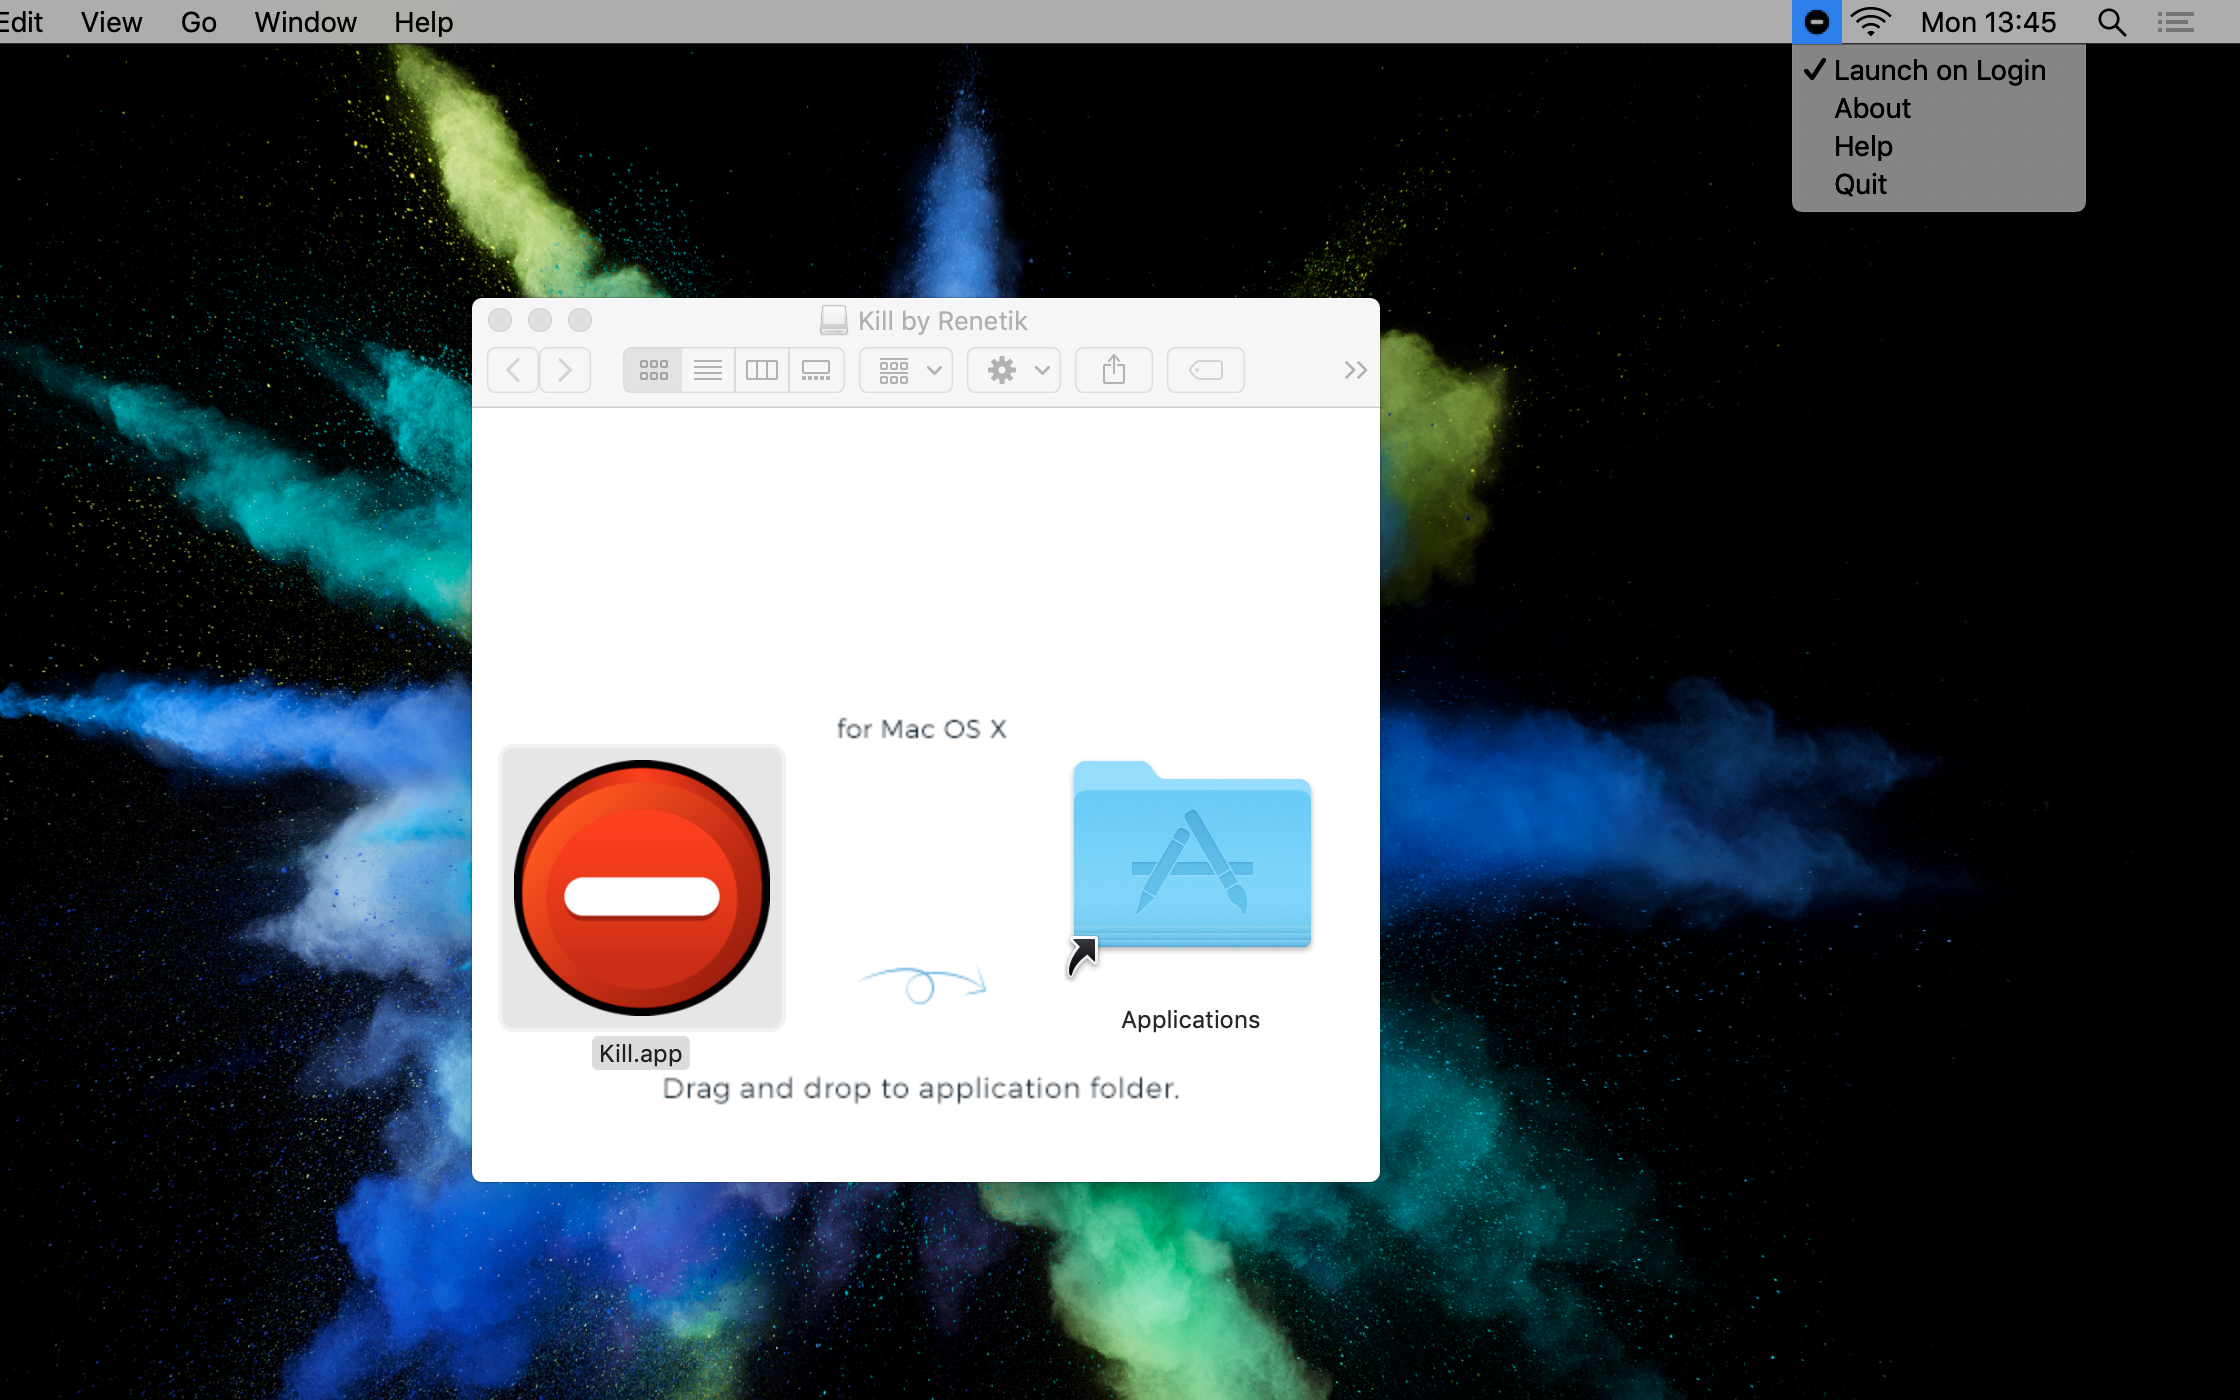 Edit View Go Window Help Mon 13:45
Launch on Login
About
Help
Quit
Kill by Renetik
for Mac OS X
Applications
Kill.app
Drag and drop to application folder.